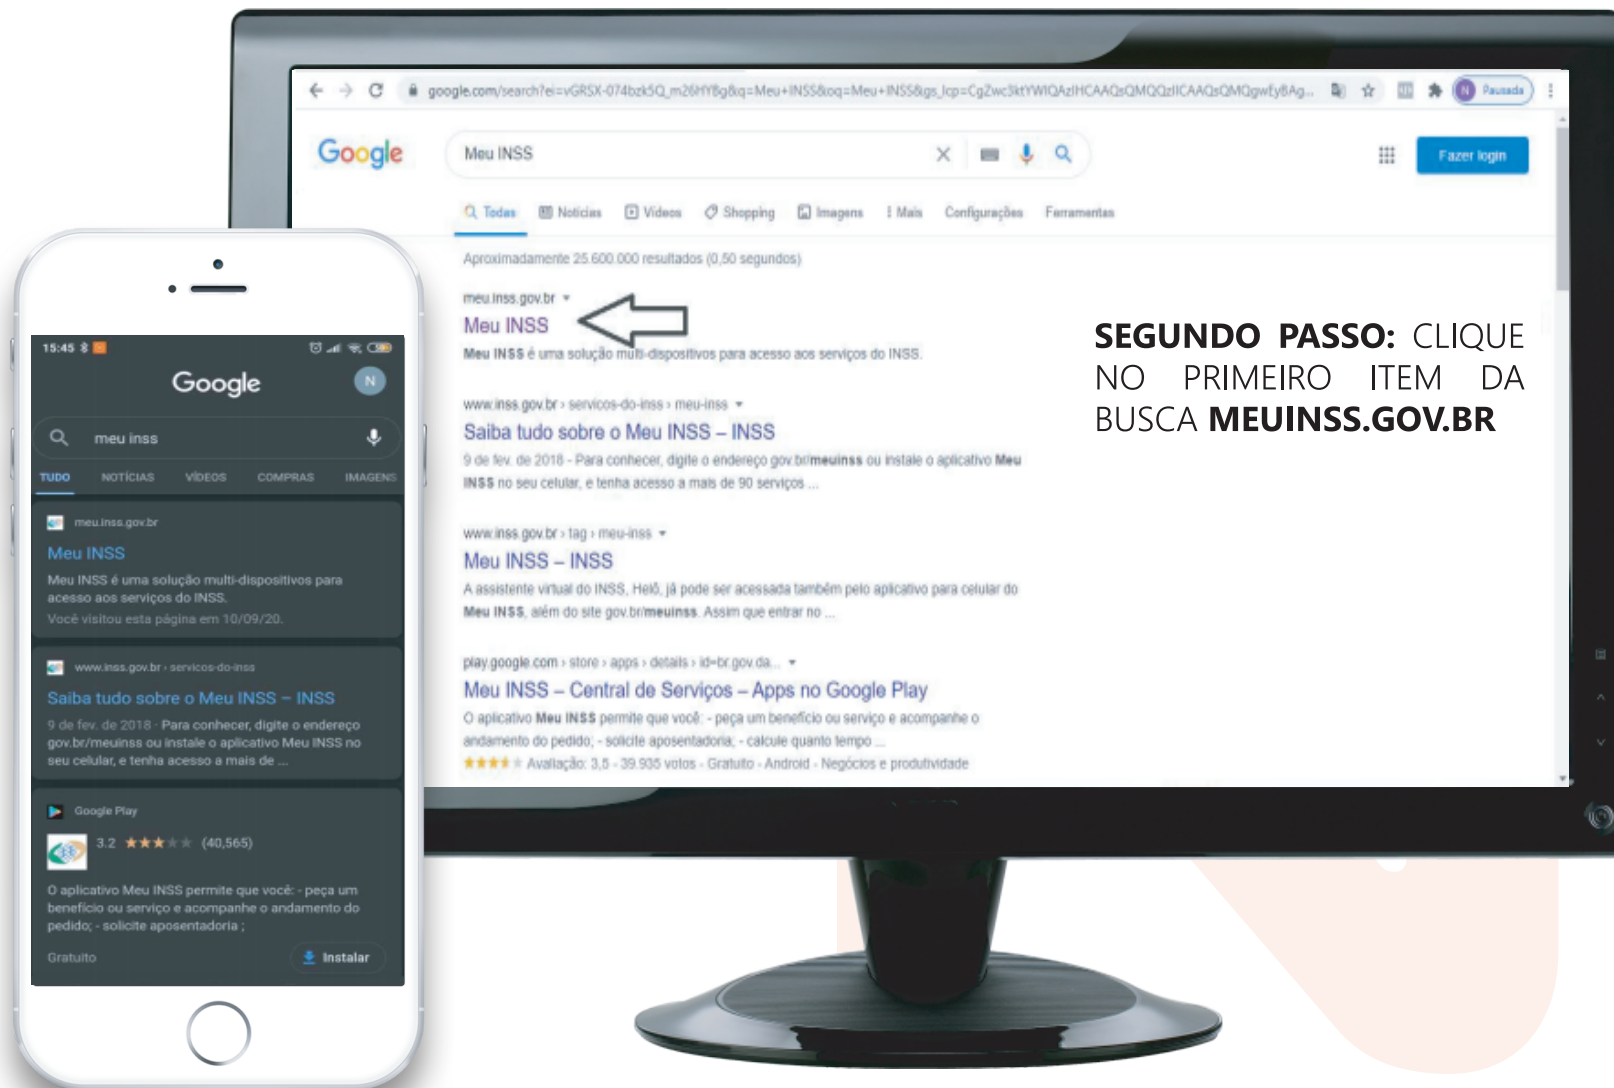 google.com/search?ei=vGRSX-074bzk5Q_m26HYBg&q=Meu+INSS&oq=Meu+INSS&gs_lcp=CgZwc3ktYWIQAzIHCAAQsQMQQzIICAAQsQMQgwEyBAg...
N Pausada
Google
Meu INSS
Fazer login
Todas Notícias Vídeos Shopping Imagens Mais Configurações Ferramentas
Aproximadamente 25.600.000 resultados (0,50 segundos)
meu.inss.gov.br
Meu INSS
Meu INSS é uma solução multi-dispositivos para acesso aos serviços do INSS.
www.inss.gov.br › servicos-do-inss › meu-inss
Saiba tudo sobre o Meu INSS – INSS
9 de fev. de 2018 - Para conhecer, digite o endereço gov.br/meuinss ou instale o aplicativo Meu
INSS no seu celular, e tenha acesso a mais de 90 serviços ...
www.inss.gov.br › tag › meu-inss
Meu INSS – INSS
A assistente virtual do INSS, Helô, já pode ser acessada também pelo aplicativo para celular do
Meu INSS, além do site gov.br/meuinss. Assim que entrar no ...
play.google.com › store › apps › details › id=br.gov.da...
Meu INSS – Central de Serviços – Apps no Google Play
O aplicativo Meu INSS permite que você: - peça um benefício ou serviço e acompanhe o
andamento do pedido; - solicite aposentadoria; - calcule quanto tempo ...
Avaliação: 3,5 - 39.935 votos - Gratuito - Android - Negócios e produtividade
SEGUNDO PASSO: CLIQUE
NO PRIMEIRO ITEM DA
BUSCA MEUINSS.GOV.BR
15:45
Google
N
meu inss
TUDO NOTÍCIAS VÍDEOS COMPRAS IMAGENS
meu.inss.gov.br
Meu INSS
Meu INSS é uma solução multi-dispositivos para
acesso aos serviços do INSS.
Você visitou esta página em 10/09/20.
www.inss.gov.br › servicos-do-inss
Saiba tudo sobre o Meu INSS – INSS
9 de fev. de 2018 · Para conhecer, digite o endereço
gov.br/meuinss ou instale o aplicativo Meu INSS no
seu celular, e tenha acesso a mais de ...
Google Play
3.2 (40,565)
O aplicativo Meu INSS permite que você: - peça um
benefício ou serviço e acompanhe o andamento do
pedido; - solicite aposentadoria ;
Gratuito
Instalar